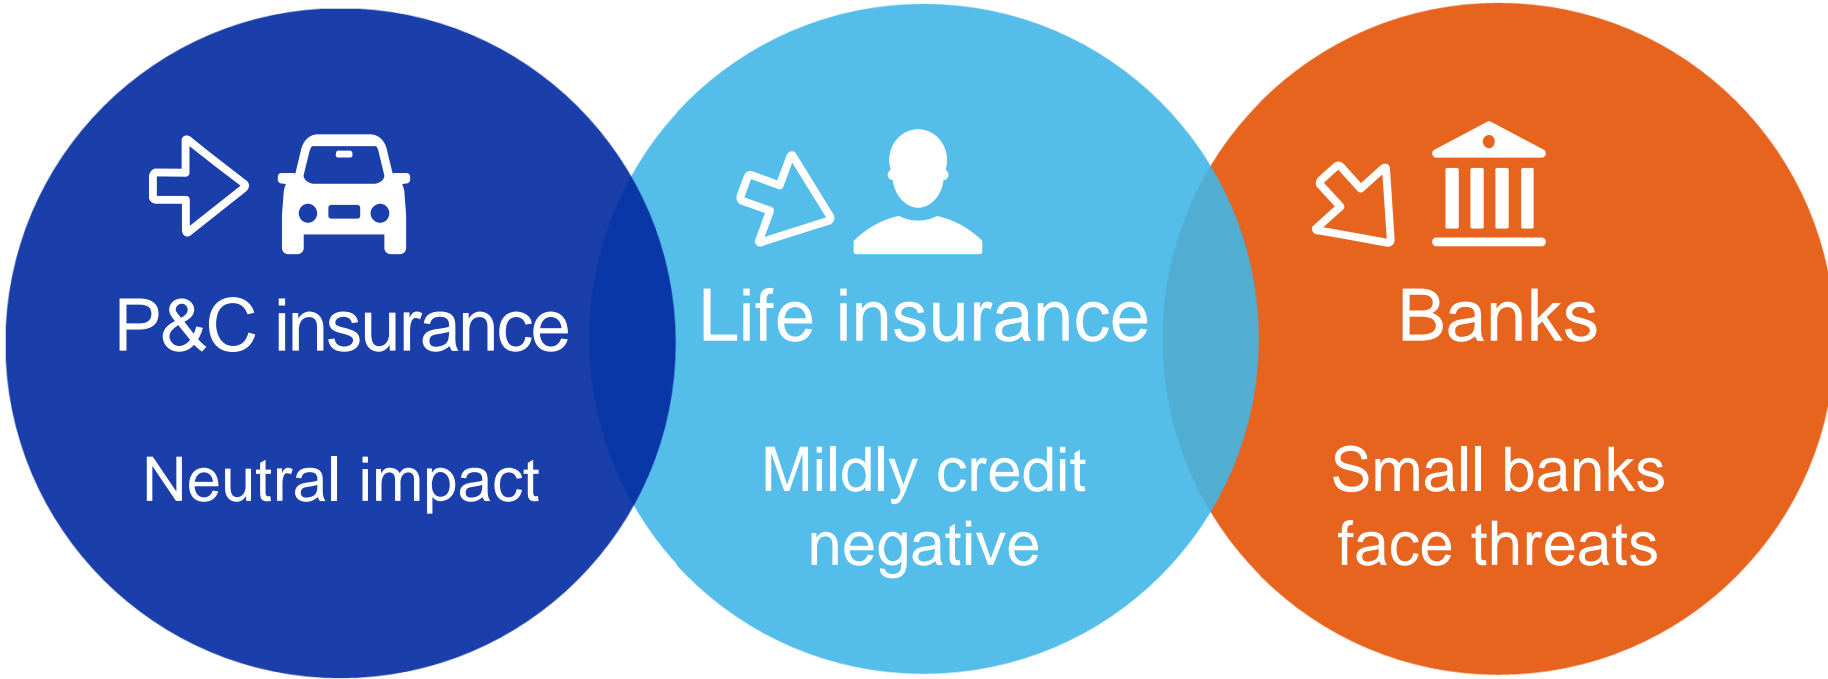 P&C insurance
Neutral impact
Life insurance
Mildly credit
negative
Banks
Small banks
face threats